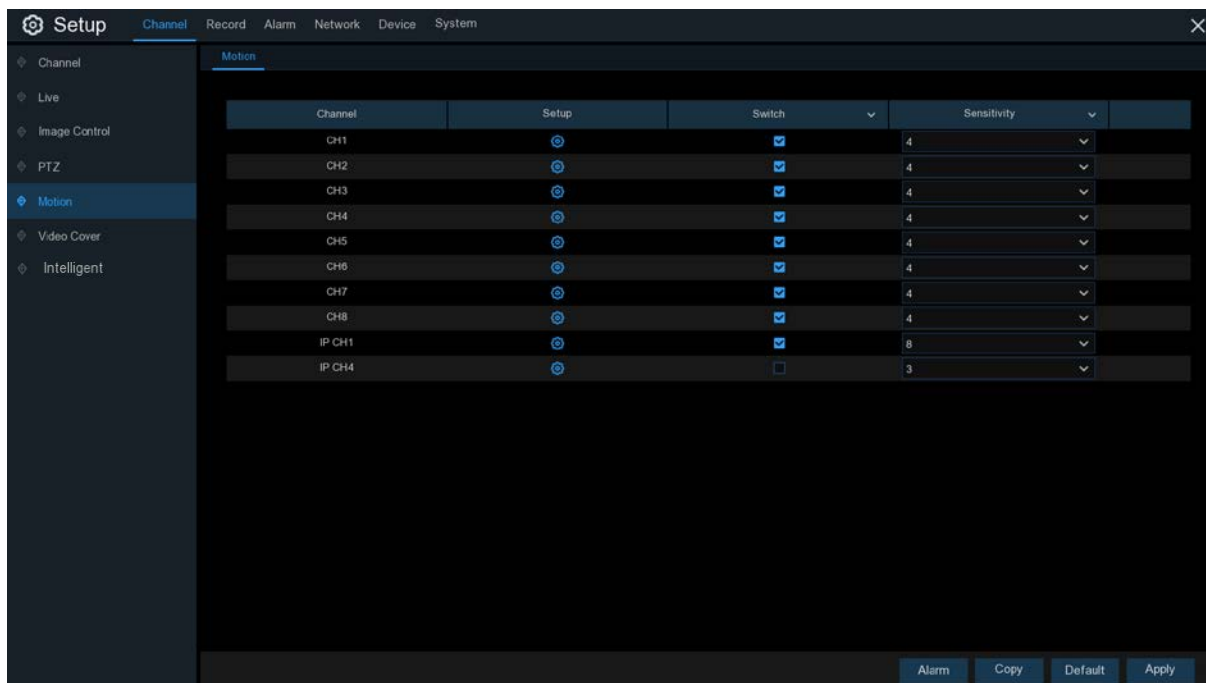 Setup Channel Record Alarm Network Device System
Channel
Live
Image Control
PTZ
Motion
Video Cover
Intelligent
Motion
Channel Setup Switch Sensitivity
CH1 4
CH2 4
CH3 4
CH4 4
CH5 4
CH6 4
CH7 4
CH8 4
IP CH1 8
IP CH4 3
Alarm Copy Default Apply